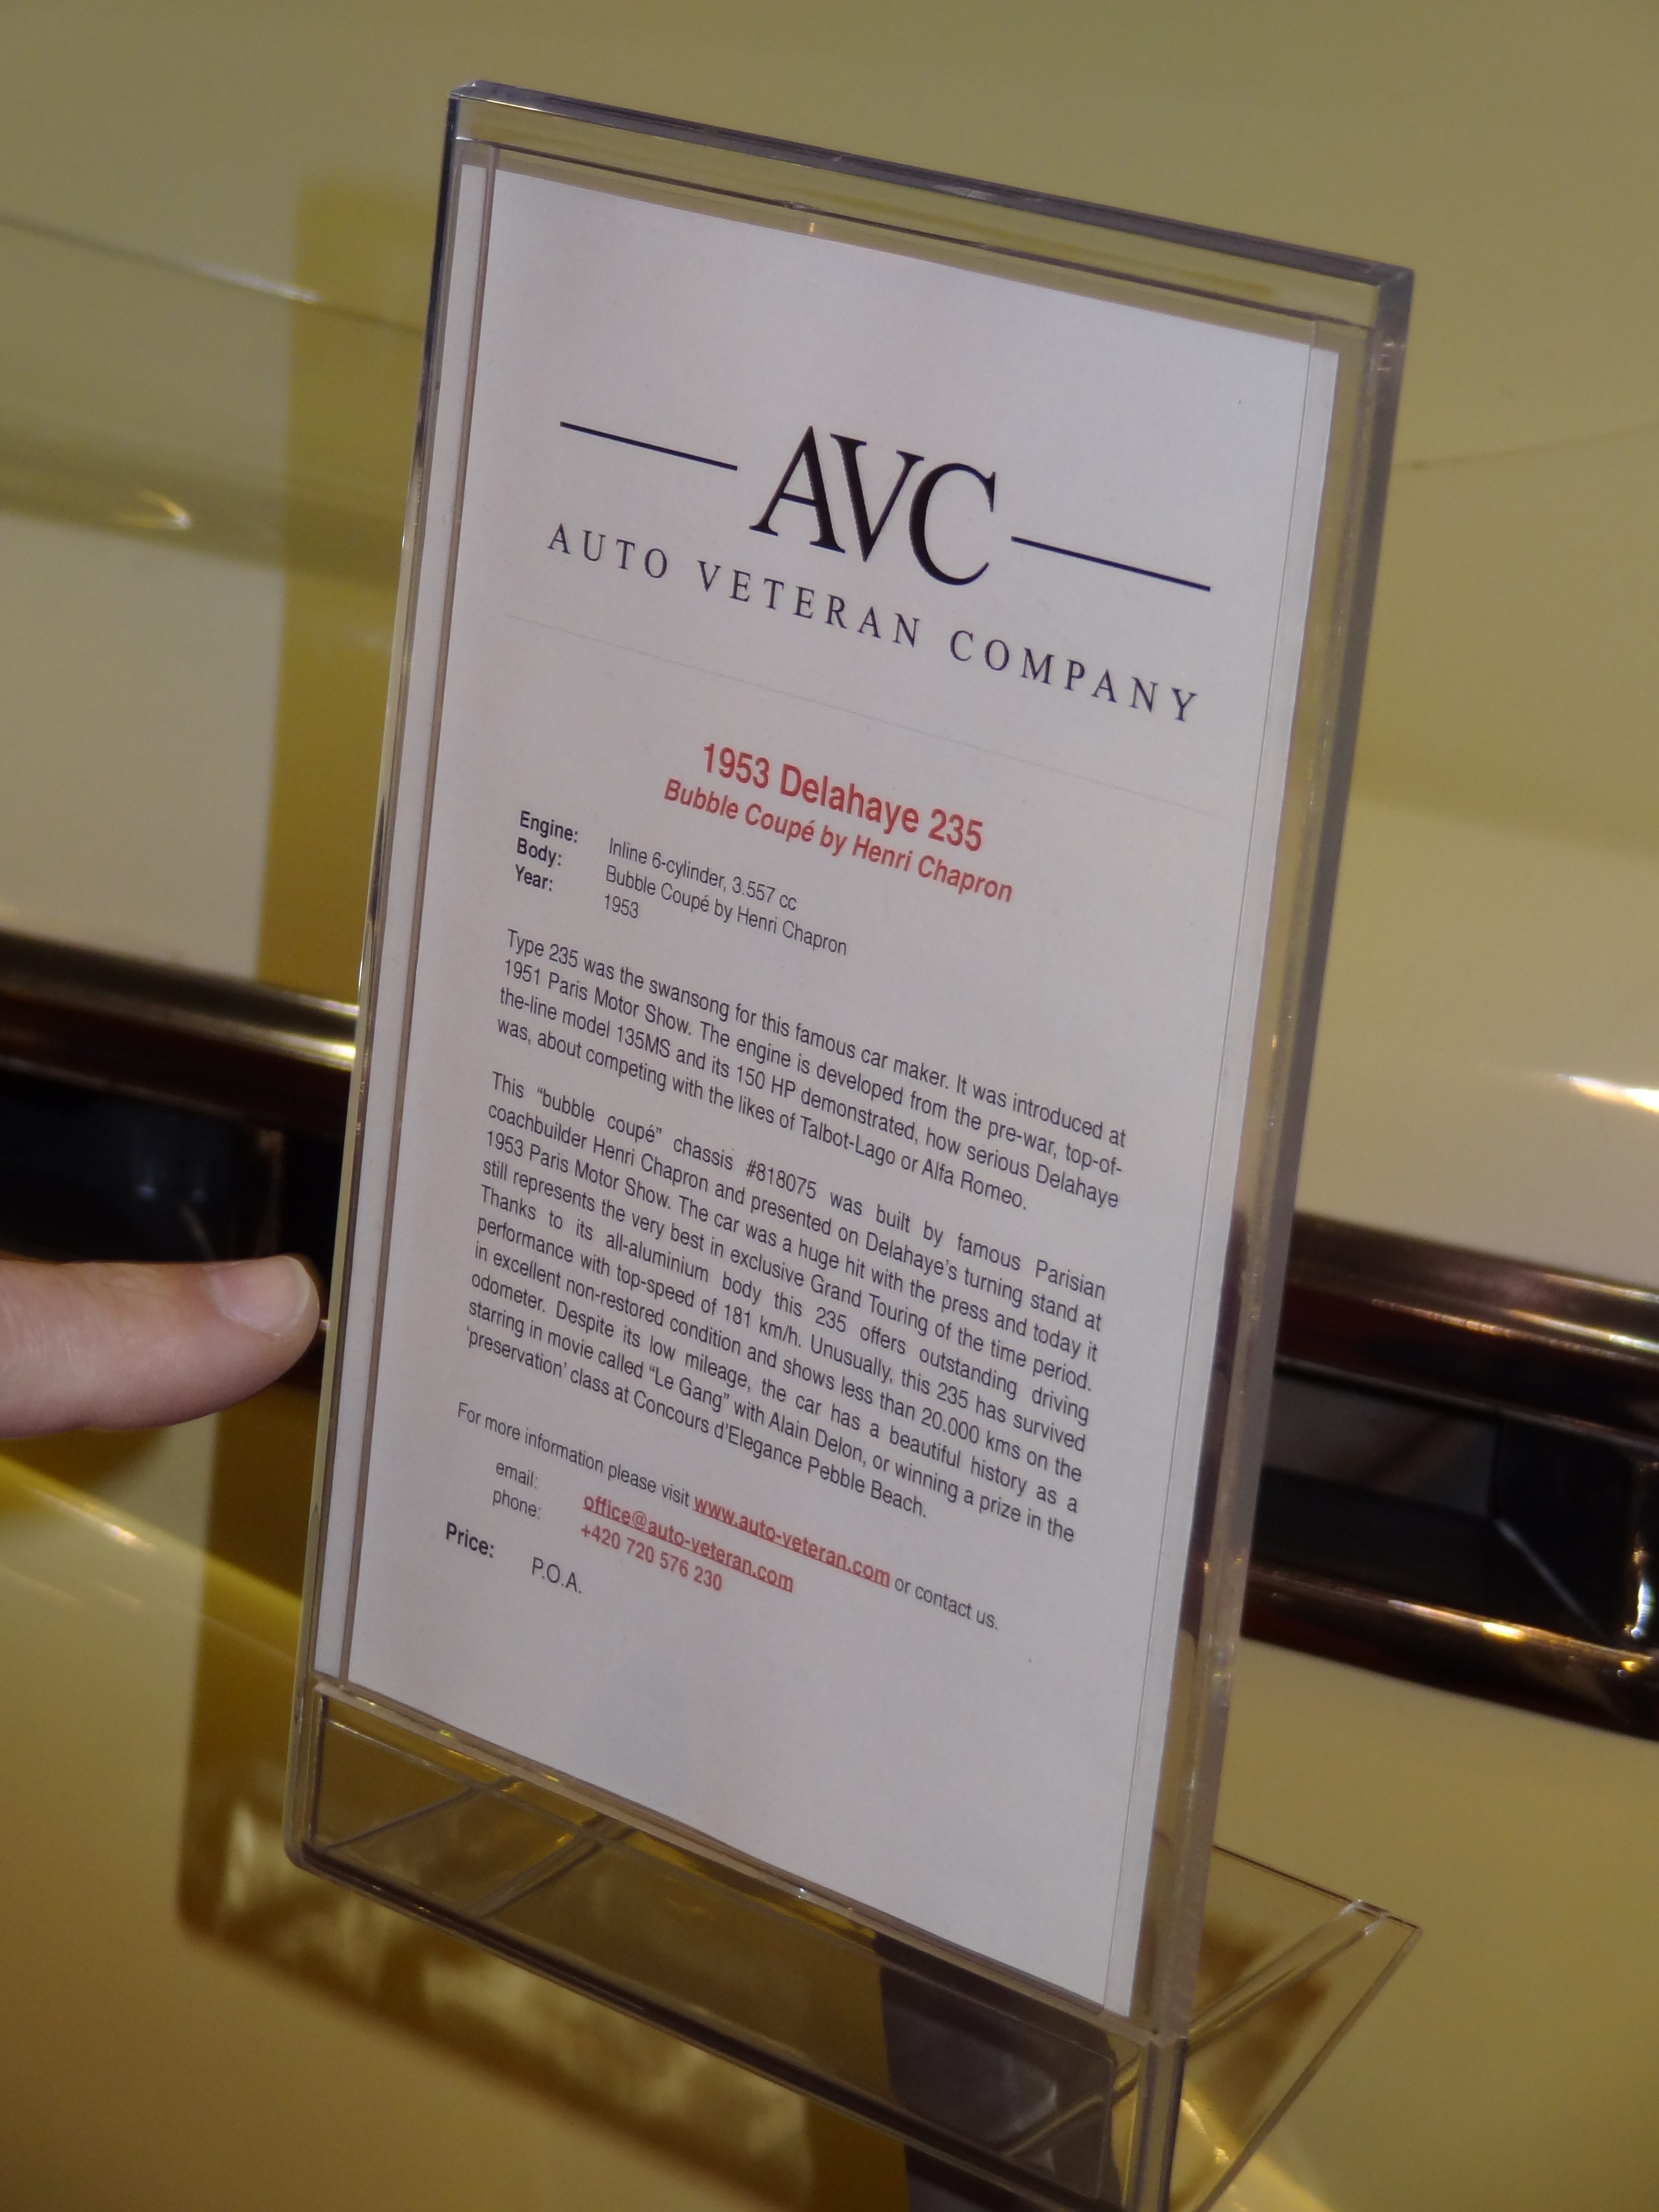 AVC
AUTO VETERAN COMPANY
1953 Delahaye 235
Bubble Coupé by Henri Chapron
Engine: Inline 6-cylinder, 3.557 cc
Body: Bubble Coupé by Henri Chapron
Year: 1953
Type 235 was the swansong for this famous car maker. It was introduced at
1951 Paris Motor Show. The engine is developed from the pre-war, top-of-
the-line model 135MS and its 150 HP demonstrated, how serious Delahaye
was, about competing with the likes of Talbot-Lago or Alfa Romeo.
This “bubble coupé” chassis #818075 was built by famous Parisian
coachbuilder Henri Chapron and presented on Delahaye’s turning stand at
1953 Paris Motor Show. The car was a huge hit with the press and today it
still represents the very best in exclusive Grand Touring of the time period.
Thanks to its all-aluminium body this 235 offers outstanding driving
performance with top-speed of 181 km/h. Unusually, this 235 has survived
in excellent non-restored condition and shows less than 20.000 kms on the
odometer. Despite its low mileage, the car has a beautiful history as a
starring in movie called “Le Gang” with Alain Delon, or winning a prize in the
‘preservation’ class at Concours d’Elegance Pebble Beach.
For more information please visit www.auto-veteran.com or contact us.
email: office@auto-veteran.com
phone: +420 720 576 230
Price: P.O.A.